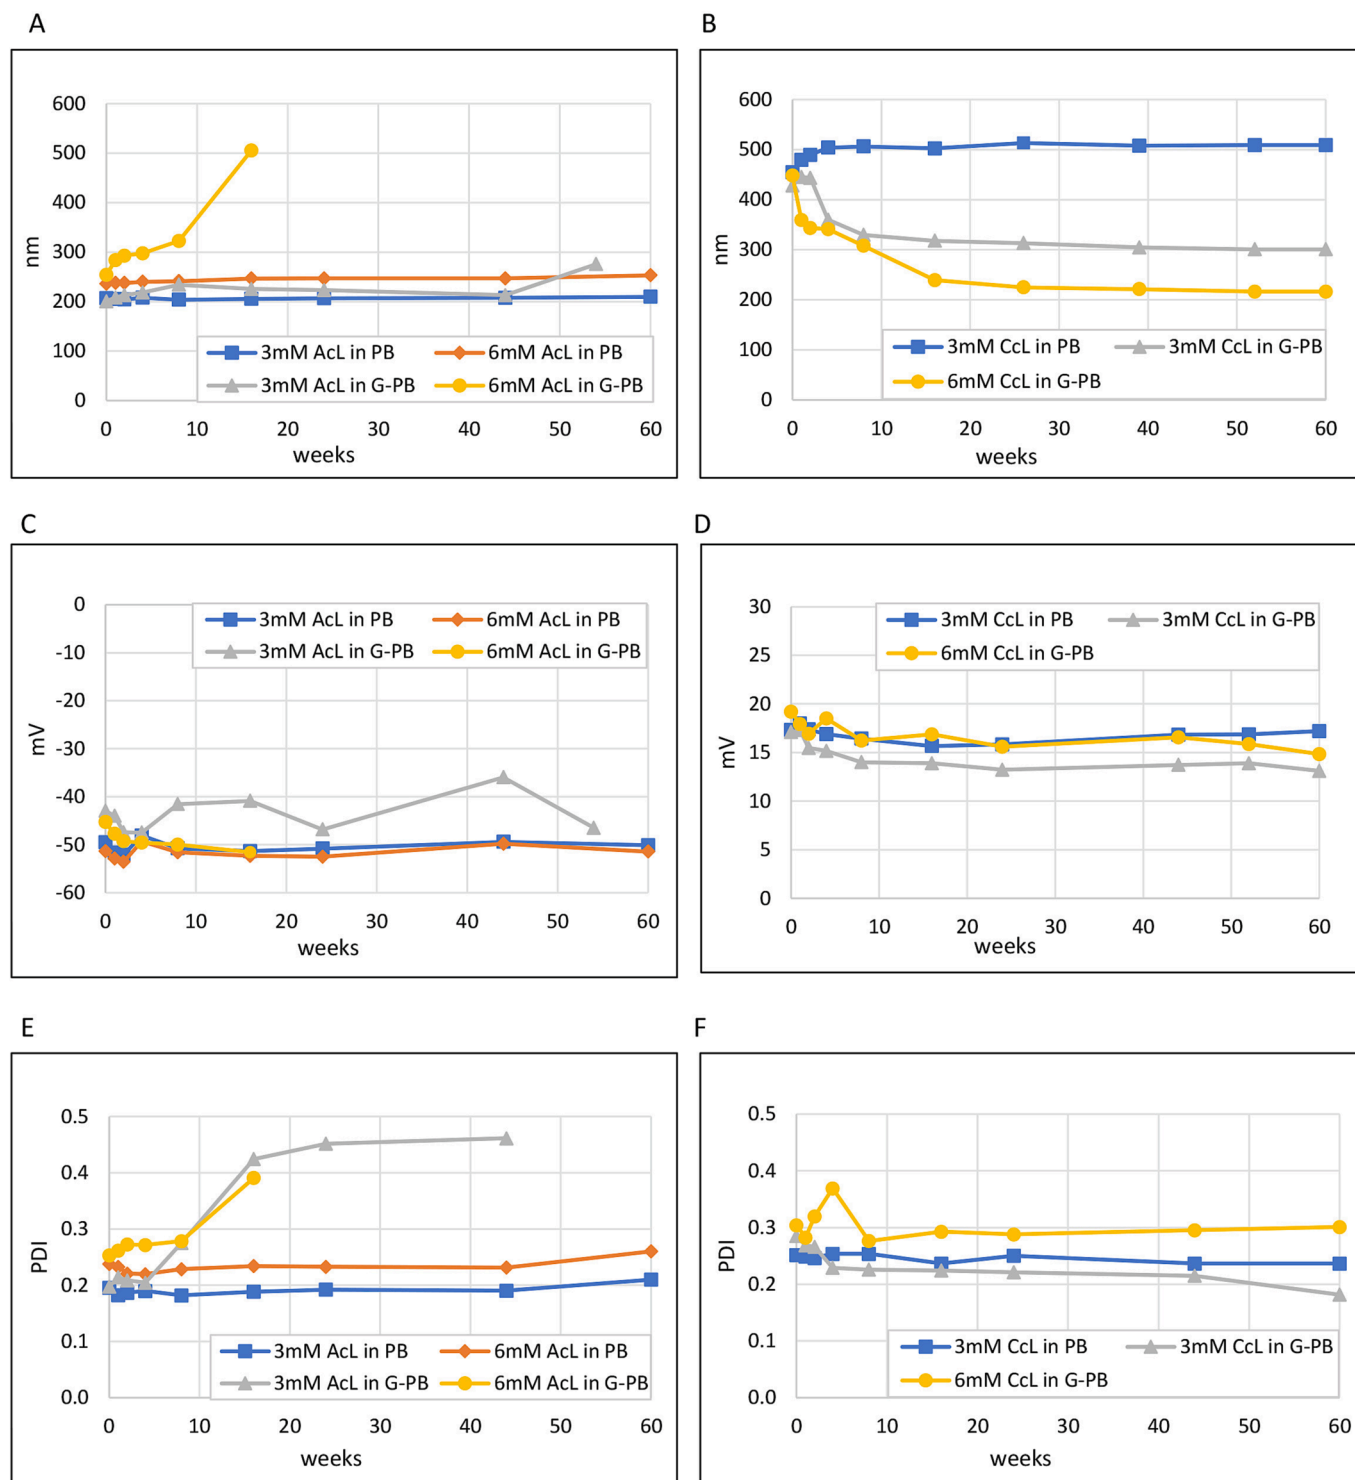 A
600
500
400
300
200
100
0
nm
3mM AcL in PB 6mM AcL in PB
3mM AcL in G-PB 6mM AcL in G-PB
0 10 20 30 40 50 60
weeks
B
600
500
400
300
200
100
0
nm
3mM CcL in PB 3mM CcL in G-PB
6mM CcL in G-PB
0 10 20 30 40 50 60
weeks
C
0
-10
-20
-30
-40
-50
-60
mV
3mM AcL in PB 6mM AcL in PB
3mM AcL in G-PB 6mM AcL in G-PB
0 10 20 30 40 50 60
weeks
D
30
25
20
15
10
5
0
mV
3mM CcL in PB 3mM CcL in G-PB
6mM CcL in G-PB
0 10 20 30 40 50 60
weeks
E
0.5
0.4
0.3
0.2
0.1
0.0
PDI
3mM AcL in PB 6mM AcL in PB
3mM AcL in G-PB 6mM AcL in G-PB
0 10 20 30 40 50 60
weeks
F
0.5
0.4
0.3
0.2
0.1
0.0
PDI
3mM CcL in PB 3mM CcL in G-PB
6mM CcL in G-PB
0 10 20 30 40 50 60
weeks